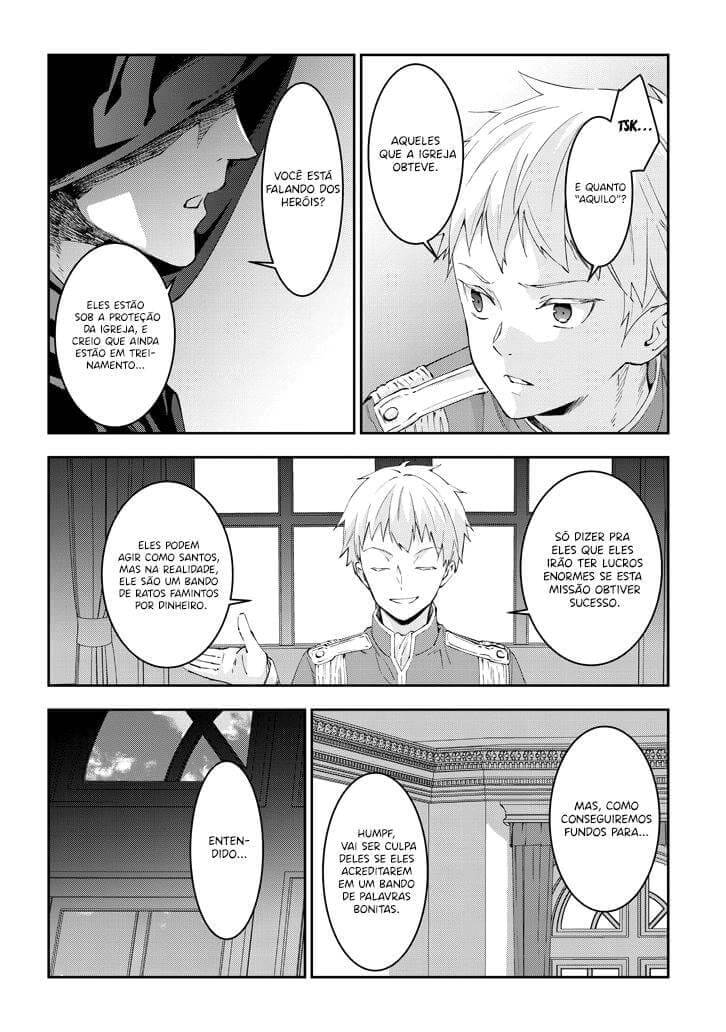 TSK...
E QUANTO
"AQUILO"?
AQUELES
QUE A IGREJA
OBTEVE.
VOCÊ ESTÁ
FALANDO DOS
HERÓIS?
ELES ESTÃO
SOB A PROTEÇÃO
DA IGREJA, E
CREIO QUE AINDA
ESTÃO EM TREI-
NAMENTO...
SÓ DIZER PRA
ELES QUE ELES
IRÃO TER LUCROS
ENORMES SE ESTA
MISSÃO OBTIVER
SUCESSO.
ELES PODEM
AGIR COMO SANTOS,
MAS NA REALIDADE,
ELE SÃO UM BANDO
DE RATOS FAMINTOS
POR DINHEIRO.
MAS, COMO
CONSEGUIREMOS
FUNDOS PARA...
HUMPF,
VAI SER CULPA
DELES SE ELES
ACREDITAREM
EM UM BANDO
DE PALAVRAS
BONITAS.
ENTEN-
DIDO...